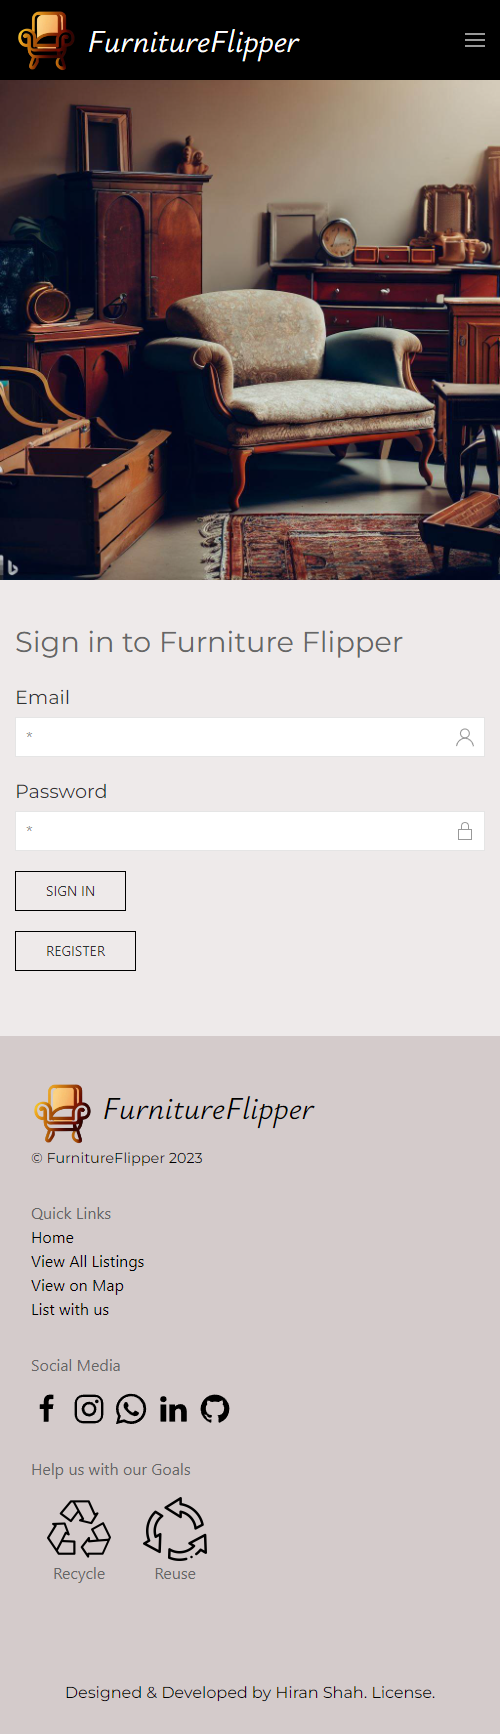 FurnitureFlipper
b
Sign in to Furniture Flipper
Email
*
Password
*
SIGN IN
REGISTER
FurnitureFlipper
© FurnitureFlipper 2023
Quick Links
Home
View All Listings
View on Map
List with us
Social Media
f in
Help us with our Goals
Recycle Reuse
Designed & Developed by Hiran Shah. License.